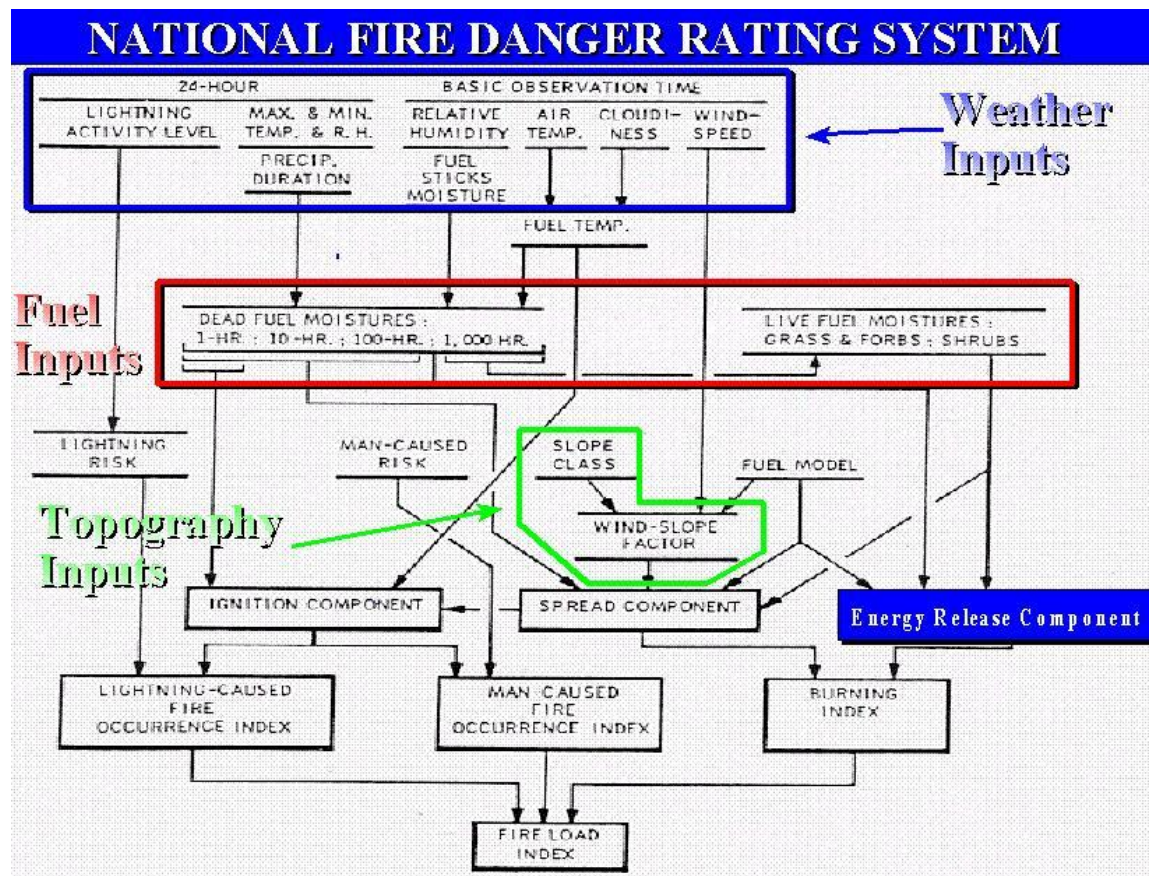 NATIONAL FIRE DANGER RATING SYSTEM
24-HOUR
BASIC OBSERVATION TIME
LIGHTNING
ACTIVITY LEVEL
MAX. & MIN.
TEMP. & R.H.
RELATIVE
HUMIDITY
AIR
TEMP.
CLOUDI-
NESS
WIND-
SPEED
Weather
Inputs
PRECIP.
DURATION
FUEL
STICKS
MOISTURE
FUEL TEMP.
Fuel
Inputs
DEAD FUEL MOISTURES :
1-HR. ; 10-HR. ; 100-HR. ; 1,000 HR.
LIVE FUEL MOISTURES :
GRASS & FORBS ; SHRUBS
LIGHTNING
RISK
MAN-CAUSED
RISK
SLOPE
CLASS
FUEL MODEL
Topography
Inputs
WIND-SLOPE
FACTOR
IGNITION COMPONENT
SPREAD COMPONENT
Energy Release Component
LIGHTNING-CAUSED
FIRE
OCCURRENCE INDEX
MAN-CAUSED
FIRE
OCCURRENCE INDEX
BURNING
INDEX
FIRE LOAD
INDEX